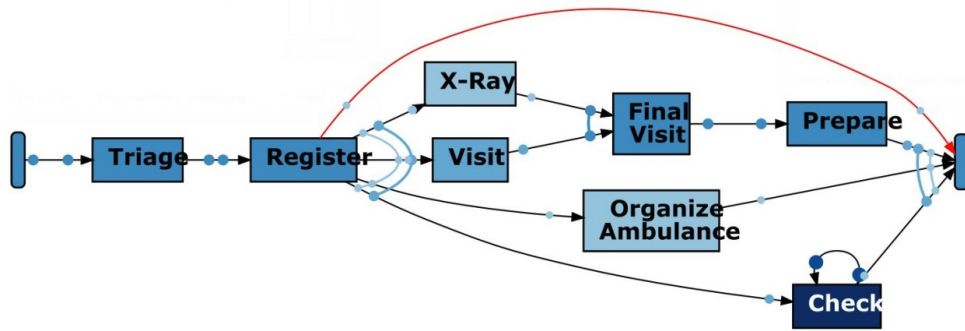 X-Ray
Final
Visit
Prepare
Triage
Register
Visit
Organize
Ambulance
Check